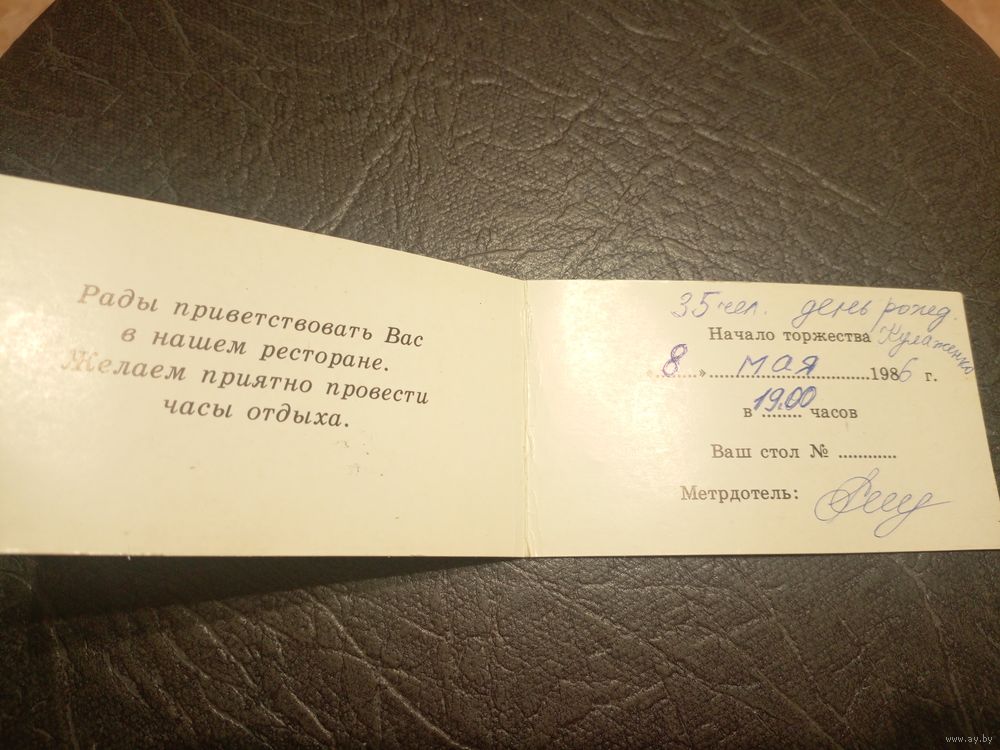 Рады приветствовать Вас
в нашем ресторане.
Желаем приятно провести
часы отдыха.
35 чел. день рожд.
Начало торжества Кулаженко
«8» мая 1986 г.
в 19.00 часов
Ваш стол № ............
Метрдотель:
www.ay.by